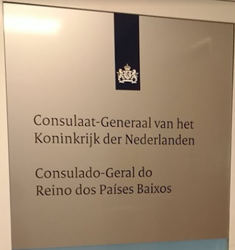 Consulaat-Generaal van het
Koninkrijk der Nederlanden
Consulado-Geral do
Reino dos Países Baixos